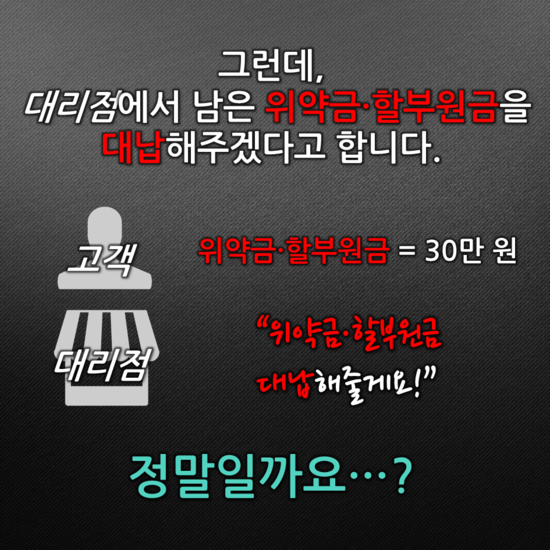 그런데,
대리점에서 남은 위약금·할부원금을
대납해주겠다고 합니다.
고객
위약금·할부원금 = 30만 원
대리점
“위약금·할부원금
대납해줄게요!”
정말일까요…?